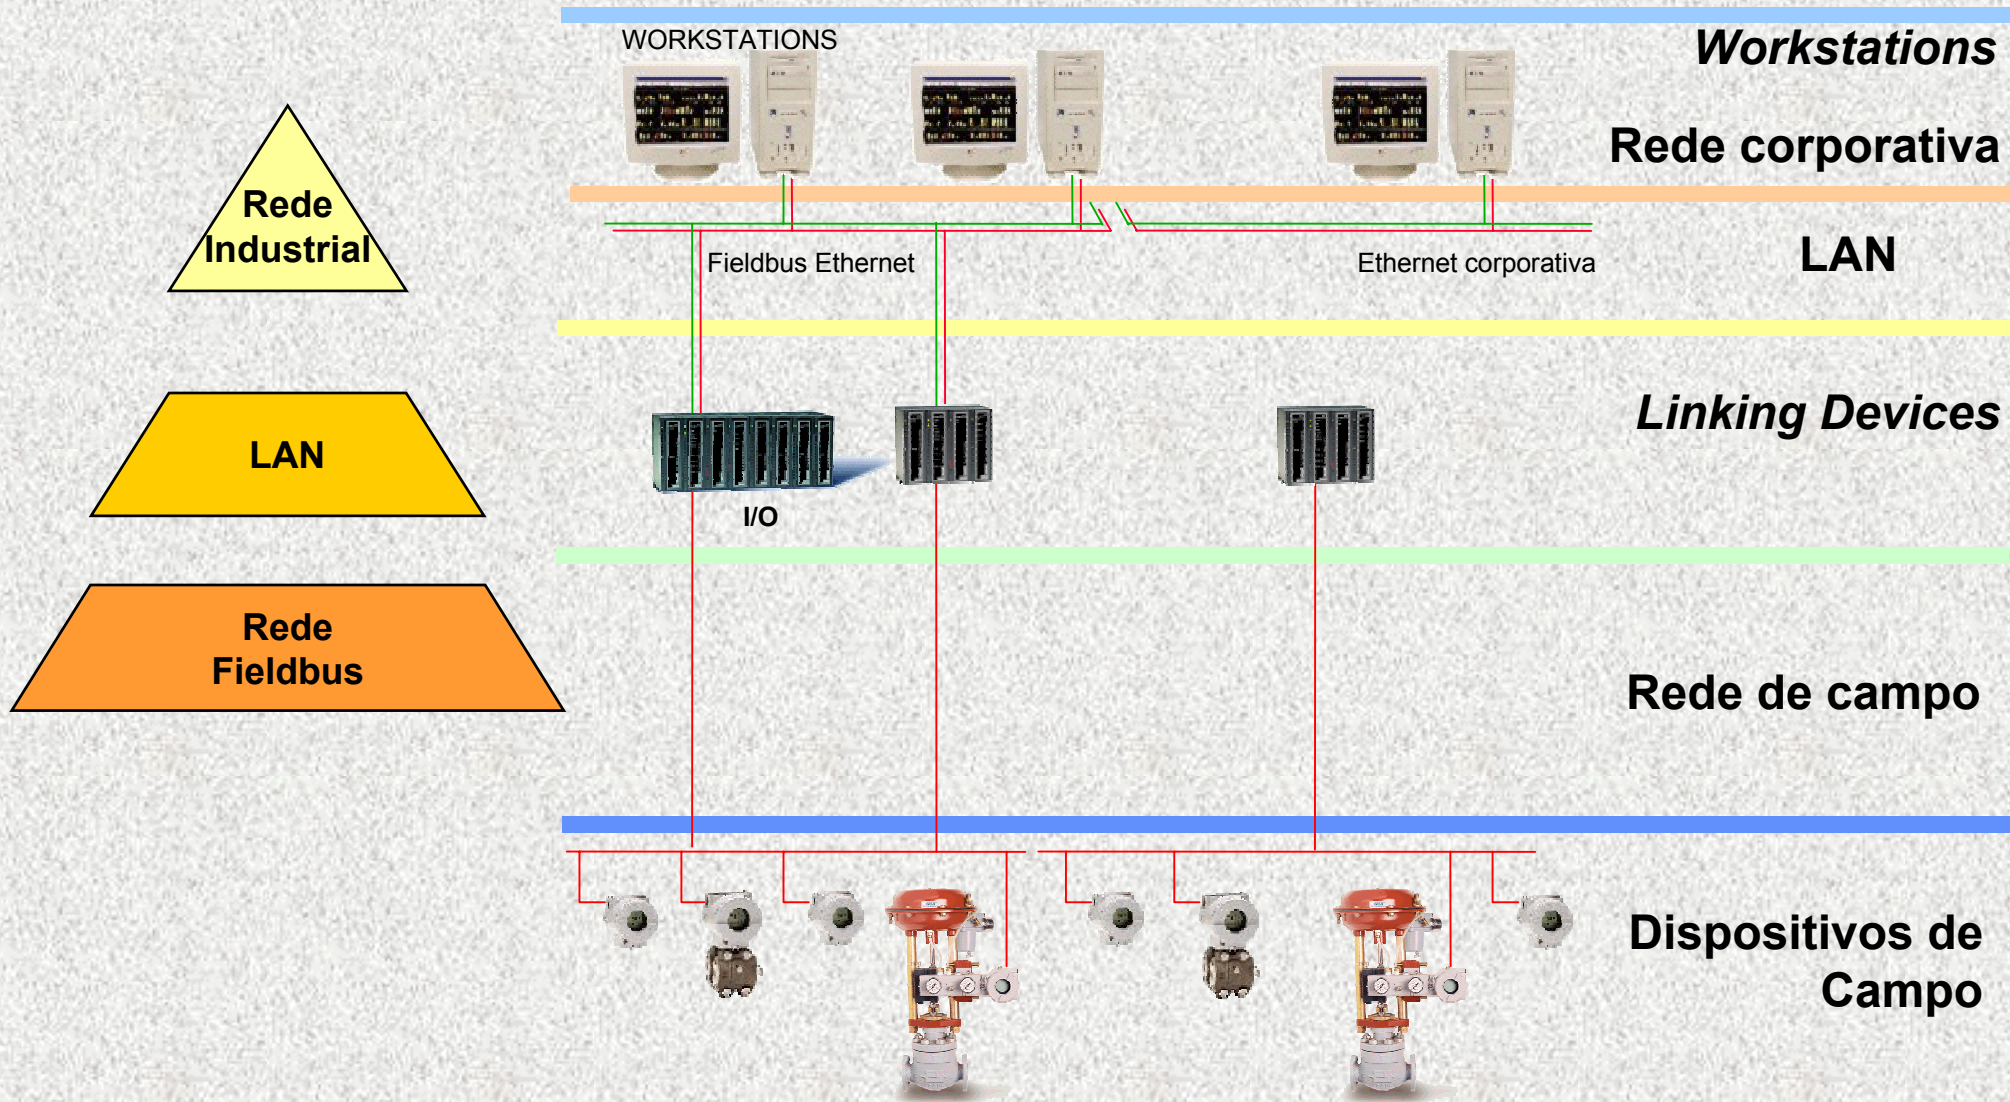 WORKSTATIONS
Workstations
Rede corporativa
Rede
Industrial
Fieldbus Ethernet
Ethernet corporativa
LAN
Linking Devices
LAN
I/O
Rede
Fieldbus
Rede de campo
Dispositivos de
Campo